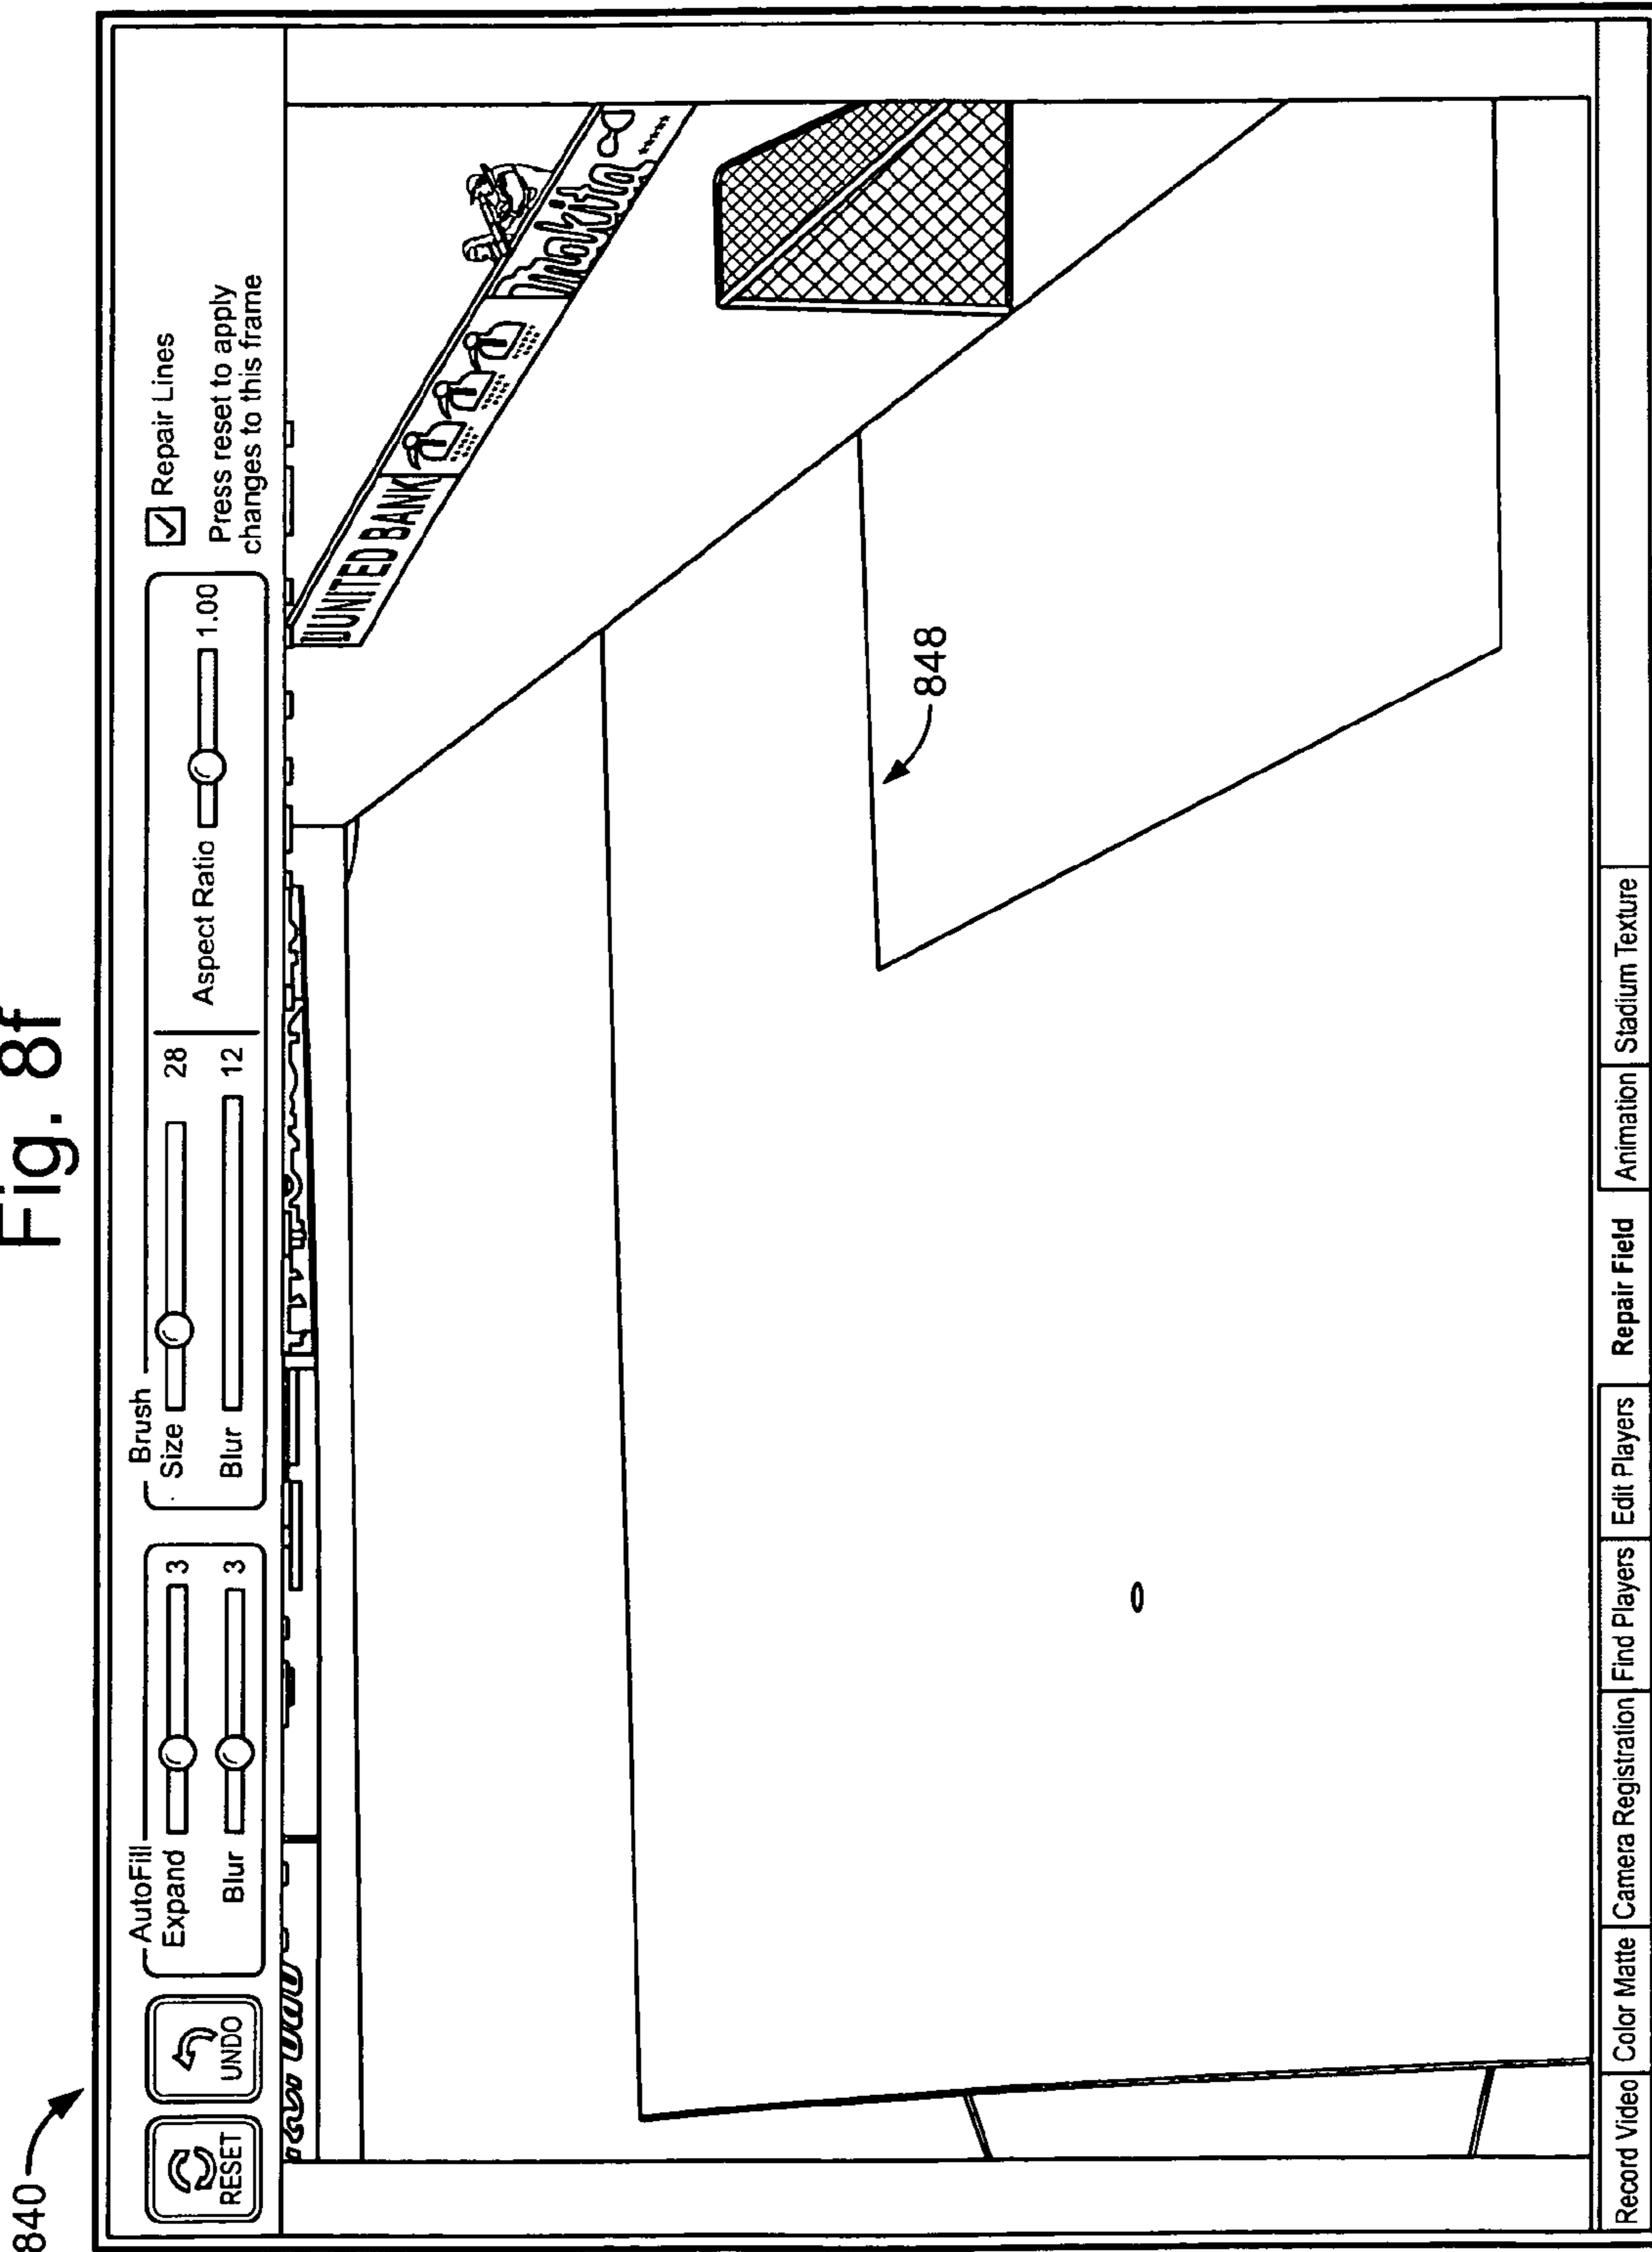 Fig. 8f
840
RESET
UNDO
AutoFill
Expand 3
Blur 3
Brush
Size 28
Blur 12
Aspect Ratio 1.00
Repair Lines
Press reset to apply
changes to this frame
UNITED BANK
Makita
848
Record Video Color Matte Camera Registration Find Players Edit Players Repair Field Animation Stadium Texture